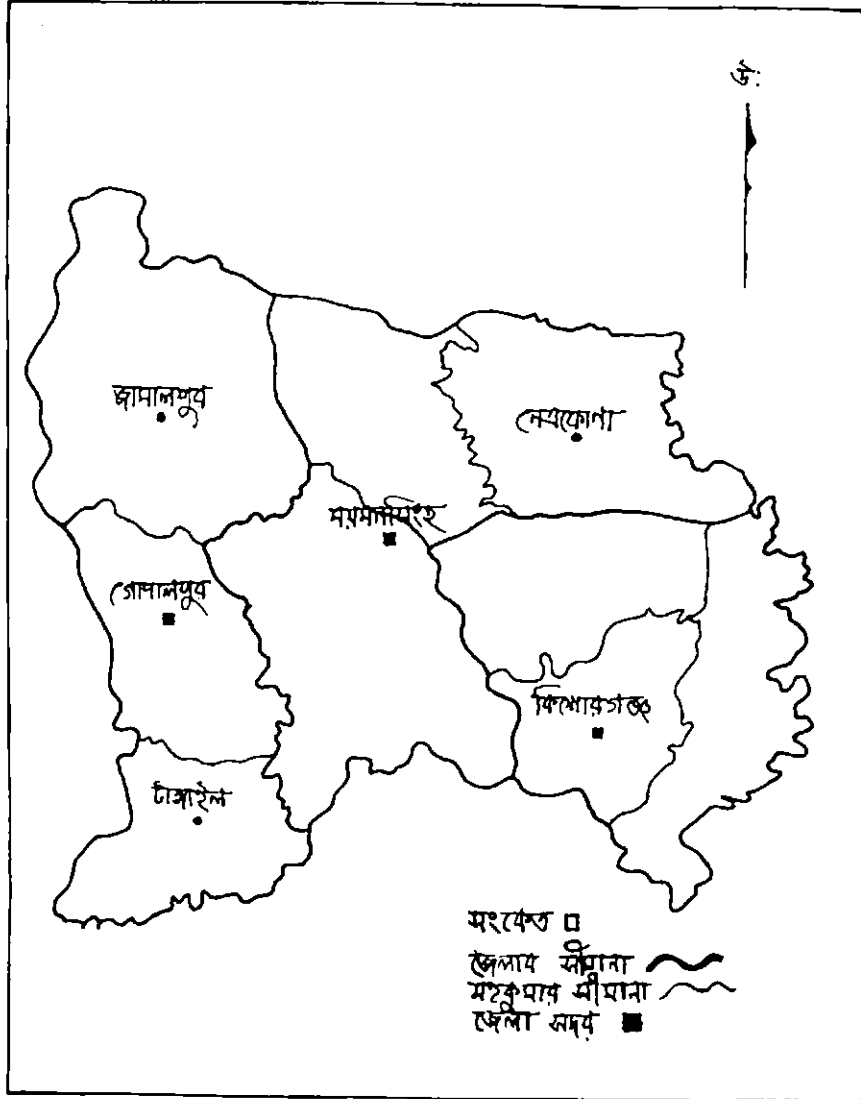 উ:
জামালপুর
নেত্রকোনা
ময়মনসিংহ
গোপালপুর
কিশোরগঞ্জ
টাঙ্গাইল
সংকেত
জেলার সীমানা
মহকুমার সীমানা
জেলা সদর